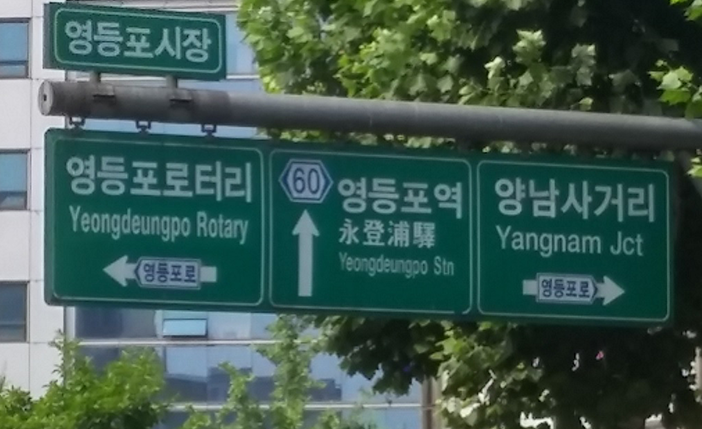 영등포시장
영등포로터리
Yeongdeungpo Rotary
영등포로
60
영등포역
永登浦驛
Yeongdeungpo Stn
양남사거리
Yangnam Jct
영등포로